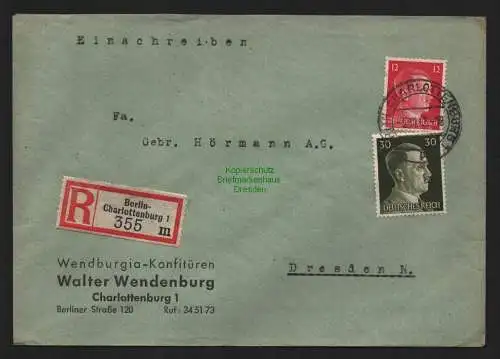 Einschreiben
12
12
DEUTSCHES REICH
CHARLOTTENBURG
Fa.
Gebr. Hörmann A.G.
30
30
DEUTSCHES REICH
Kopierschutz
Briefmarkenhaus
Dresden
R
Berlin-
Charlottenburg 1
355 m
Wendburgia-Konfitüren
Walter Wendenburg
Charlottenburg 1
Berliner Straße 120 Ruf: 34 51 73
Dresden N.